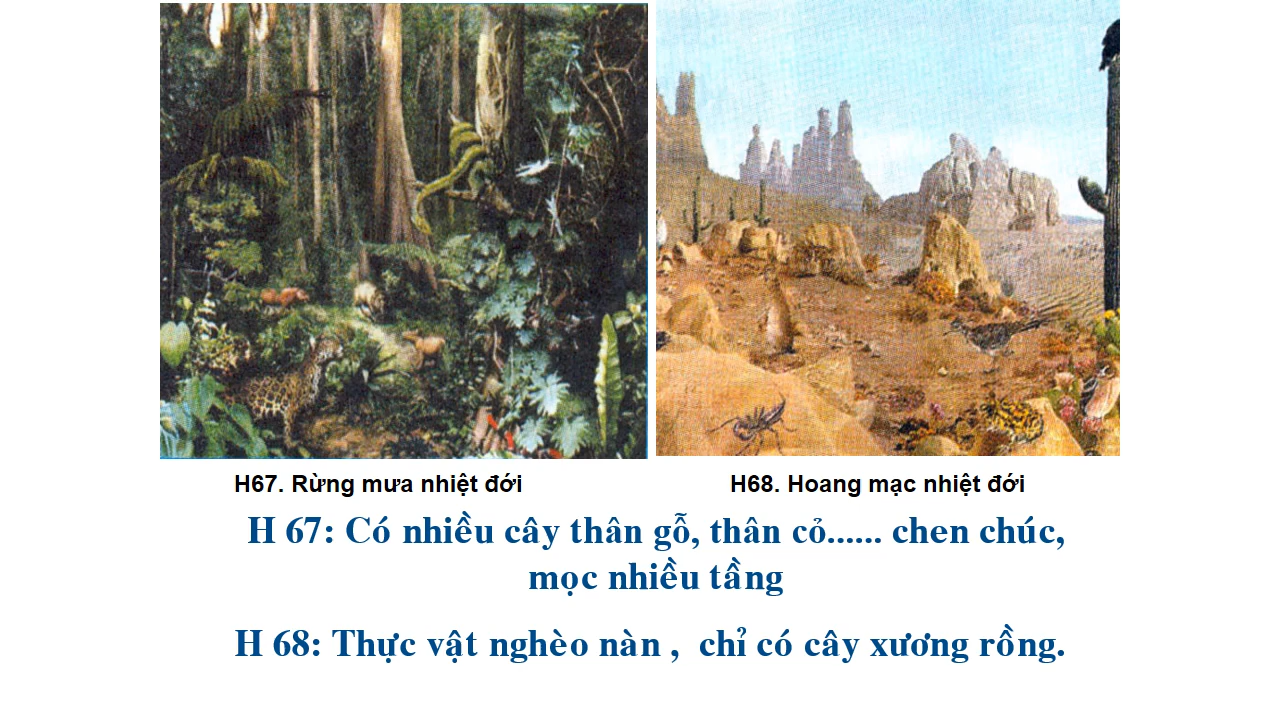 H67. Rừng mưa nhiệt đới
H68. Hoang mạc nhiệt đới
H 67: Có nhiều cây thân gỗ, thân cỏ...... chen chúc,
mọc nhiều tầng
H 68: Thực vật nghèo nàn ,  chỉ có cây xương rồng.